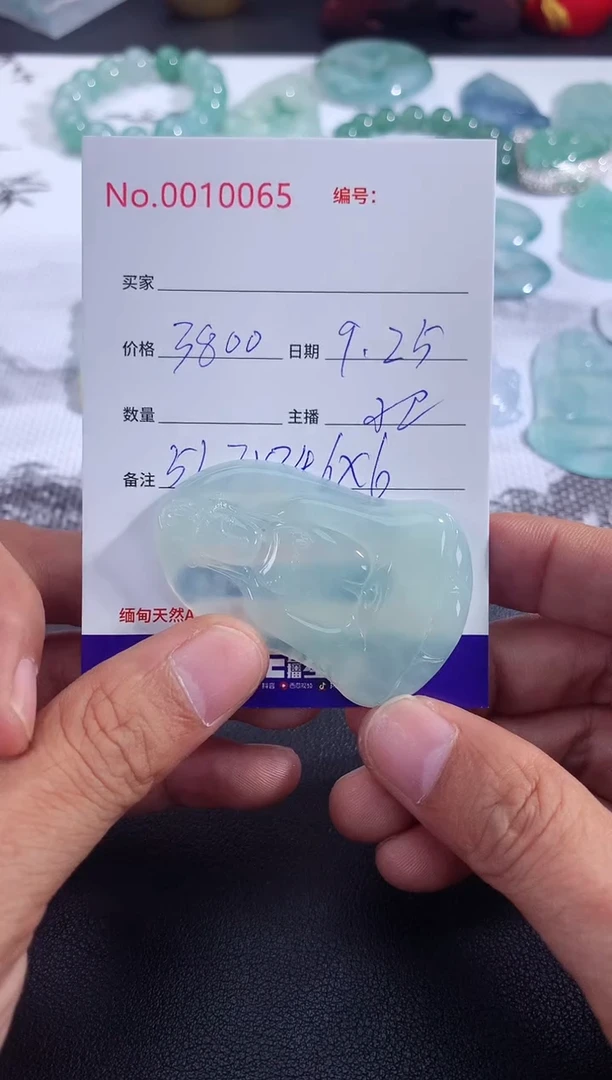 No.0010065 编号：
买家
价格 3800 日期 9.25
数量 主播
备注
缅甸天然A